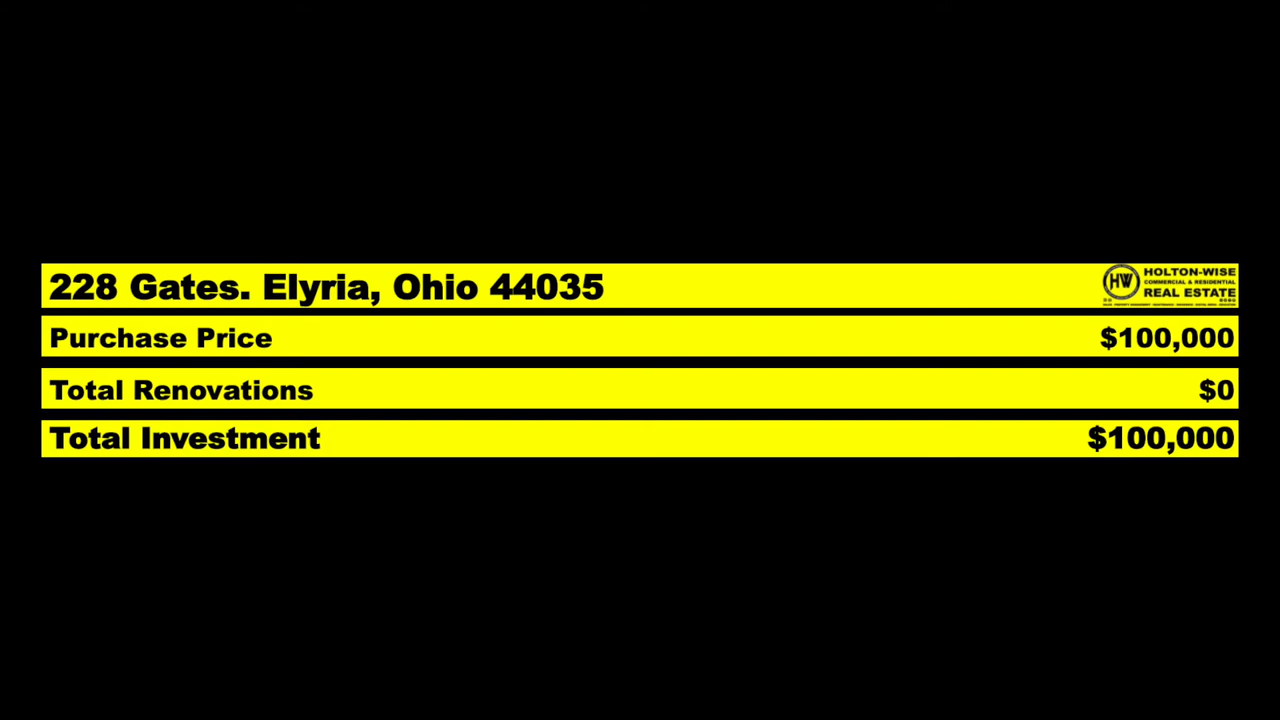 228 Gates. Elyria, Ohio 44035
HW
HOLTON-WISE
COMMERCIAL & RESIDENTIAL
REAL ESTATE
Purchase Price $100,000
Total Renovations $0
Total Investment $100,000